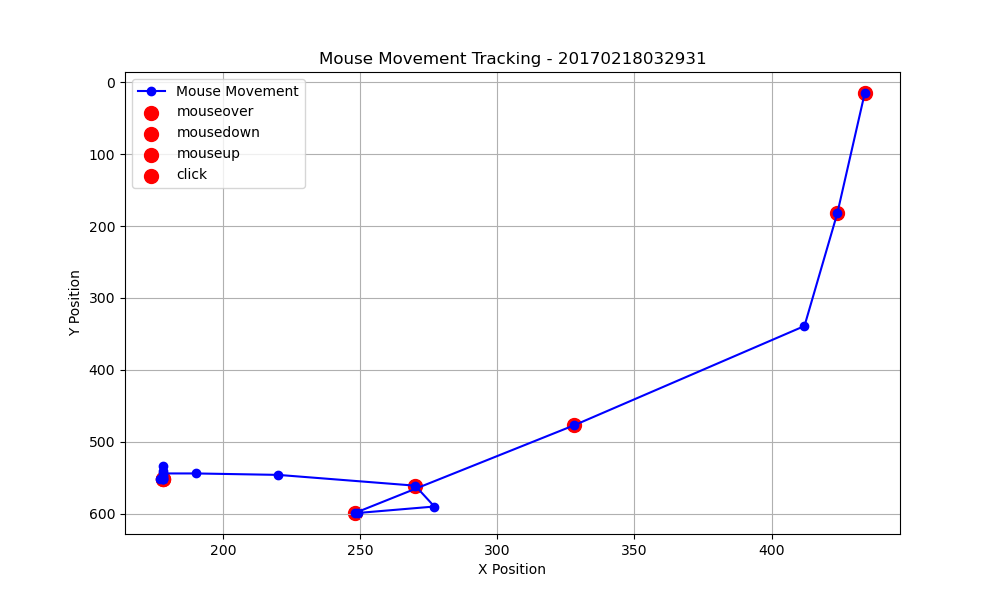 Mouse Movement Tracking - 20170218032931
Mouse Movement
mouseover
mousedown
mouseup
click
0
100
200
300
400
500
600
Y Position
200
250
300
350
400
X Position